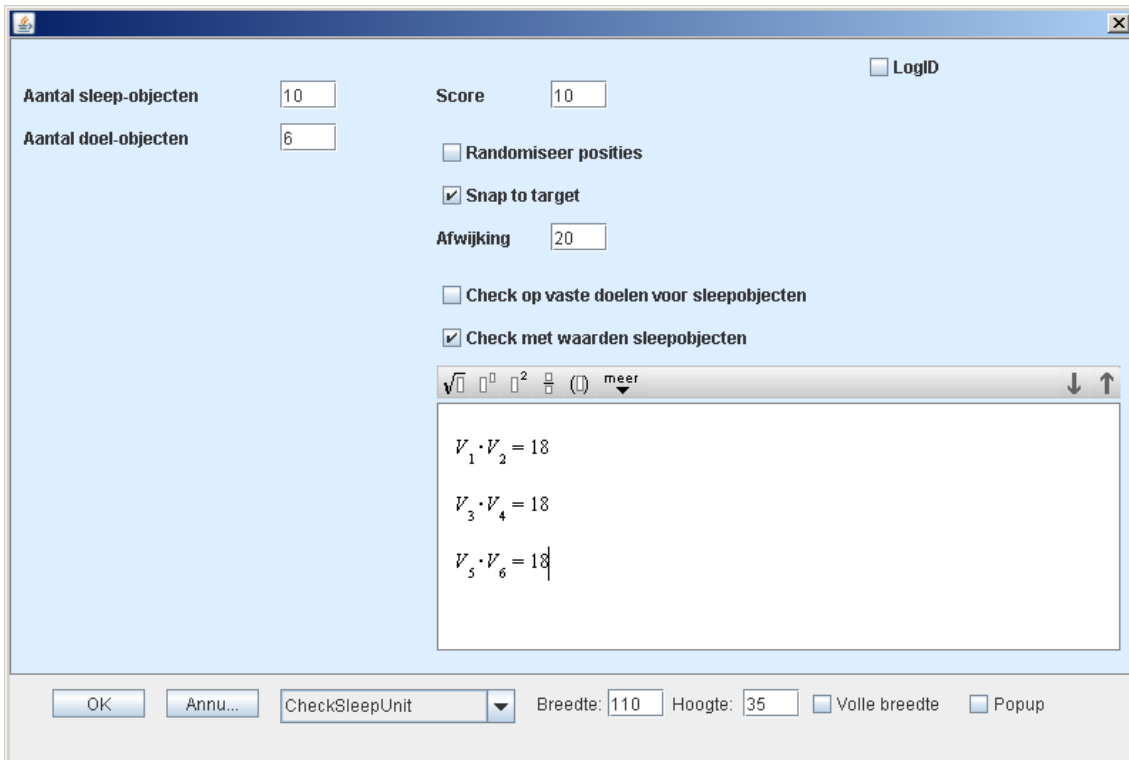 LogID
Aantal sleep-objecten 10 Score 10
Aantal doel-objecten 6
Randomiseer posities
Snap to target
Afwijking 20
Check op vaste doelen voor sleepobjecten
Check met waarden sleepobjecten
meer
V₁·V₂ = 18
V₃·V₄ = 18
V₅·V₆ = 18
OK Annu... CheckSleepUnit Breedte: 110 Hoogte: 35 Volle breedte Popup